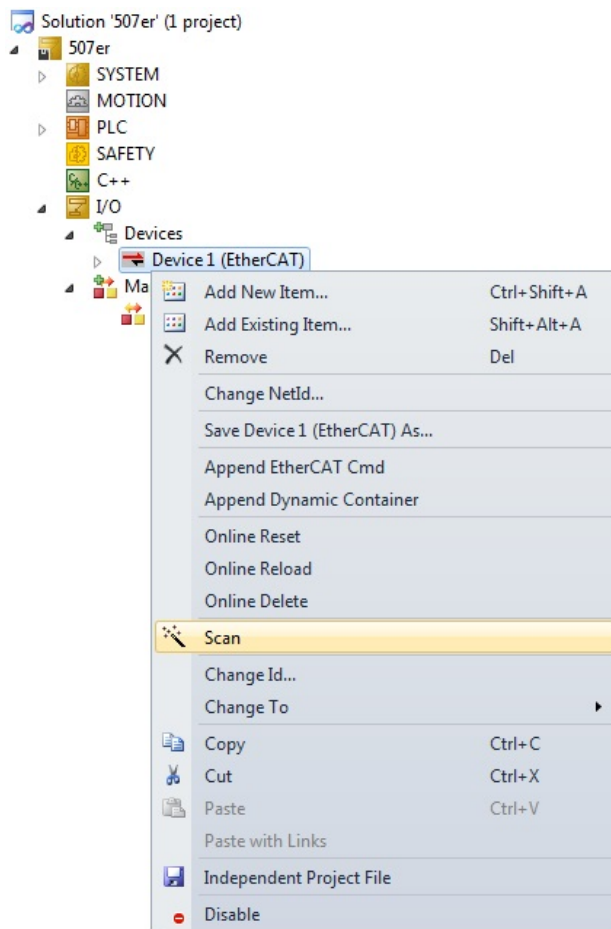 Solution '507er' (1 project)
507er
SYSTEM
MOTION
PLC
SAFETY
C++
I/O
Devices
Device 1 (EtherCAT)
Ma
Add New Item... Ctrl+Shift+A
Add Existing Item... Shift+Alt+A
Remove Del
Change NetId...
Save Device 1 (EtherCAT) As...
Append EtherCAT Cmd
Append Dynamic Container
Online Reset
Online Reload
Online Delete
Scan
Change Id...
Change To
Copy Ctrl+C
Cut Ctrl+X
Paste Ctrl+V
Paste with Links
Independent Project File
Disable